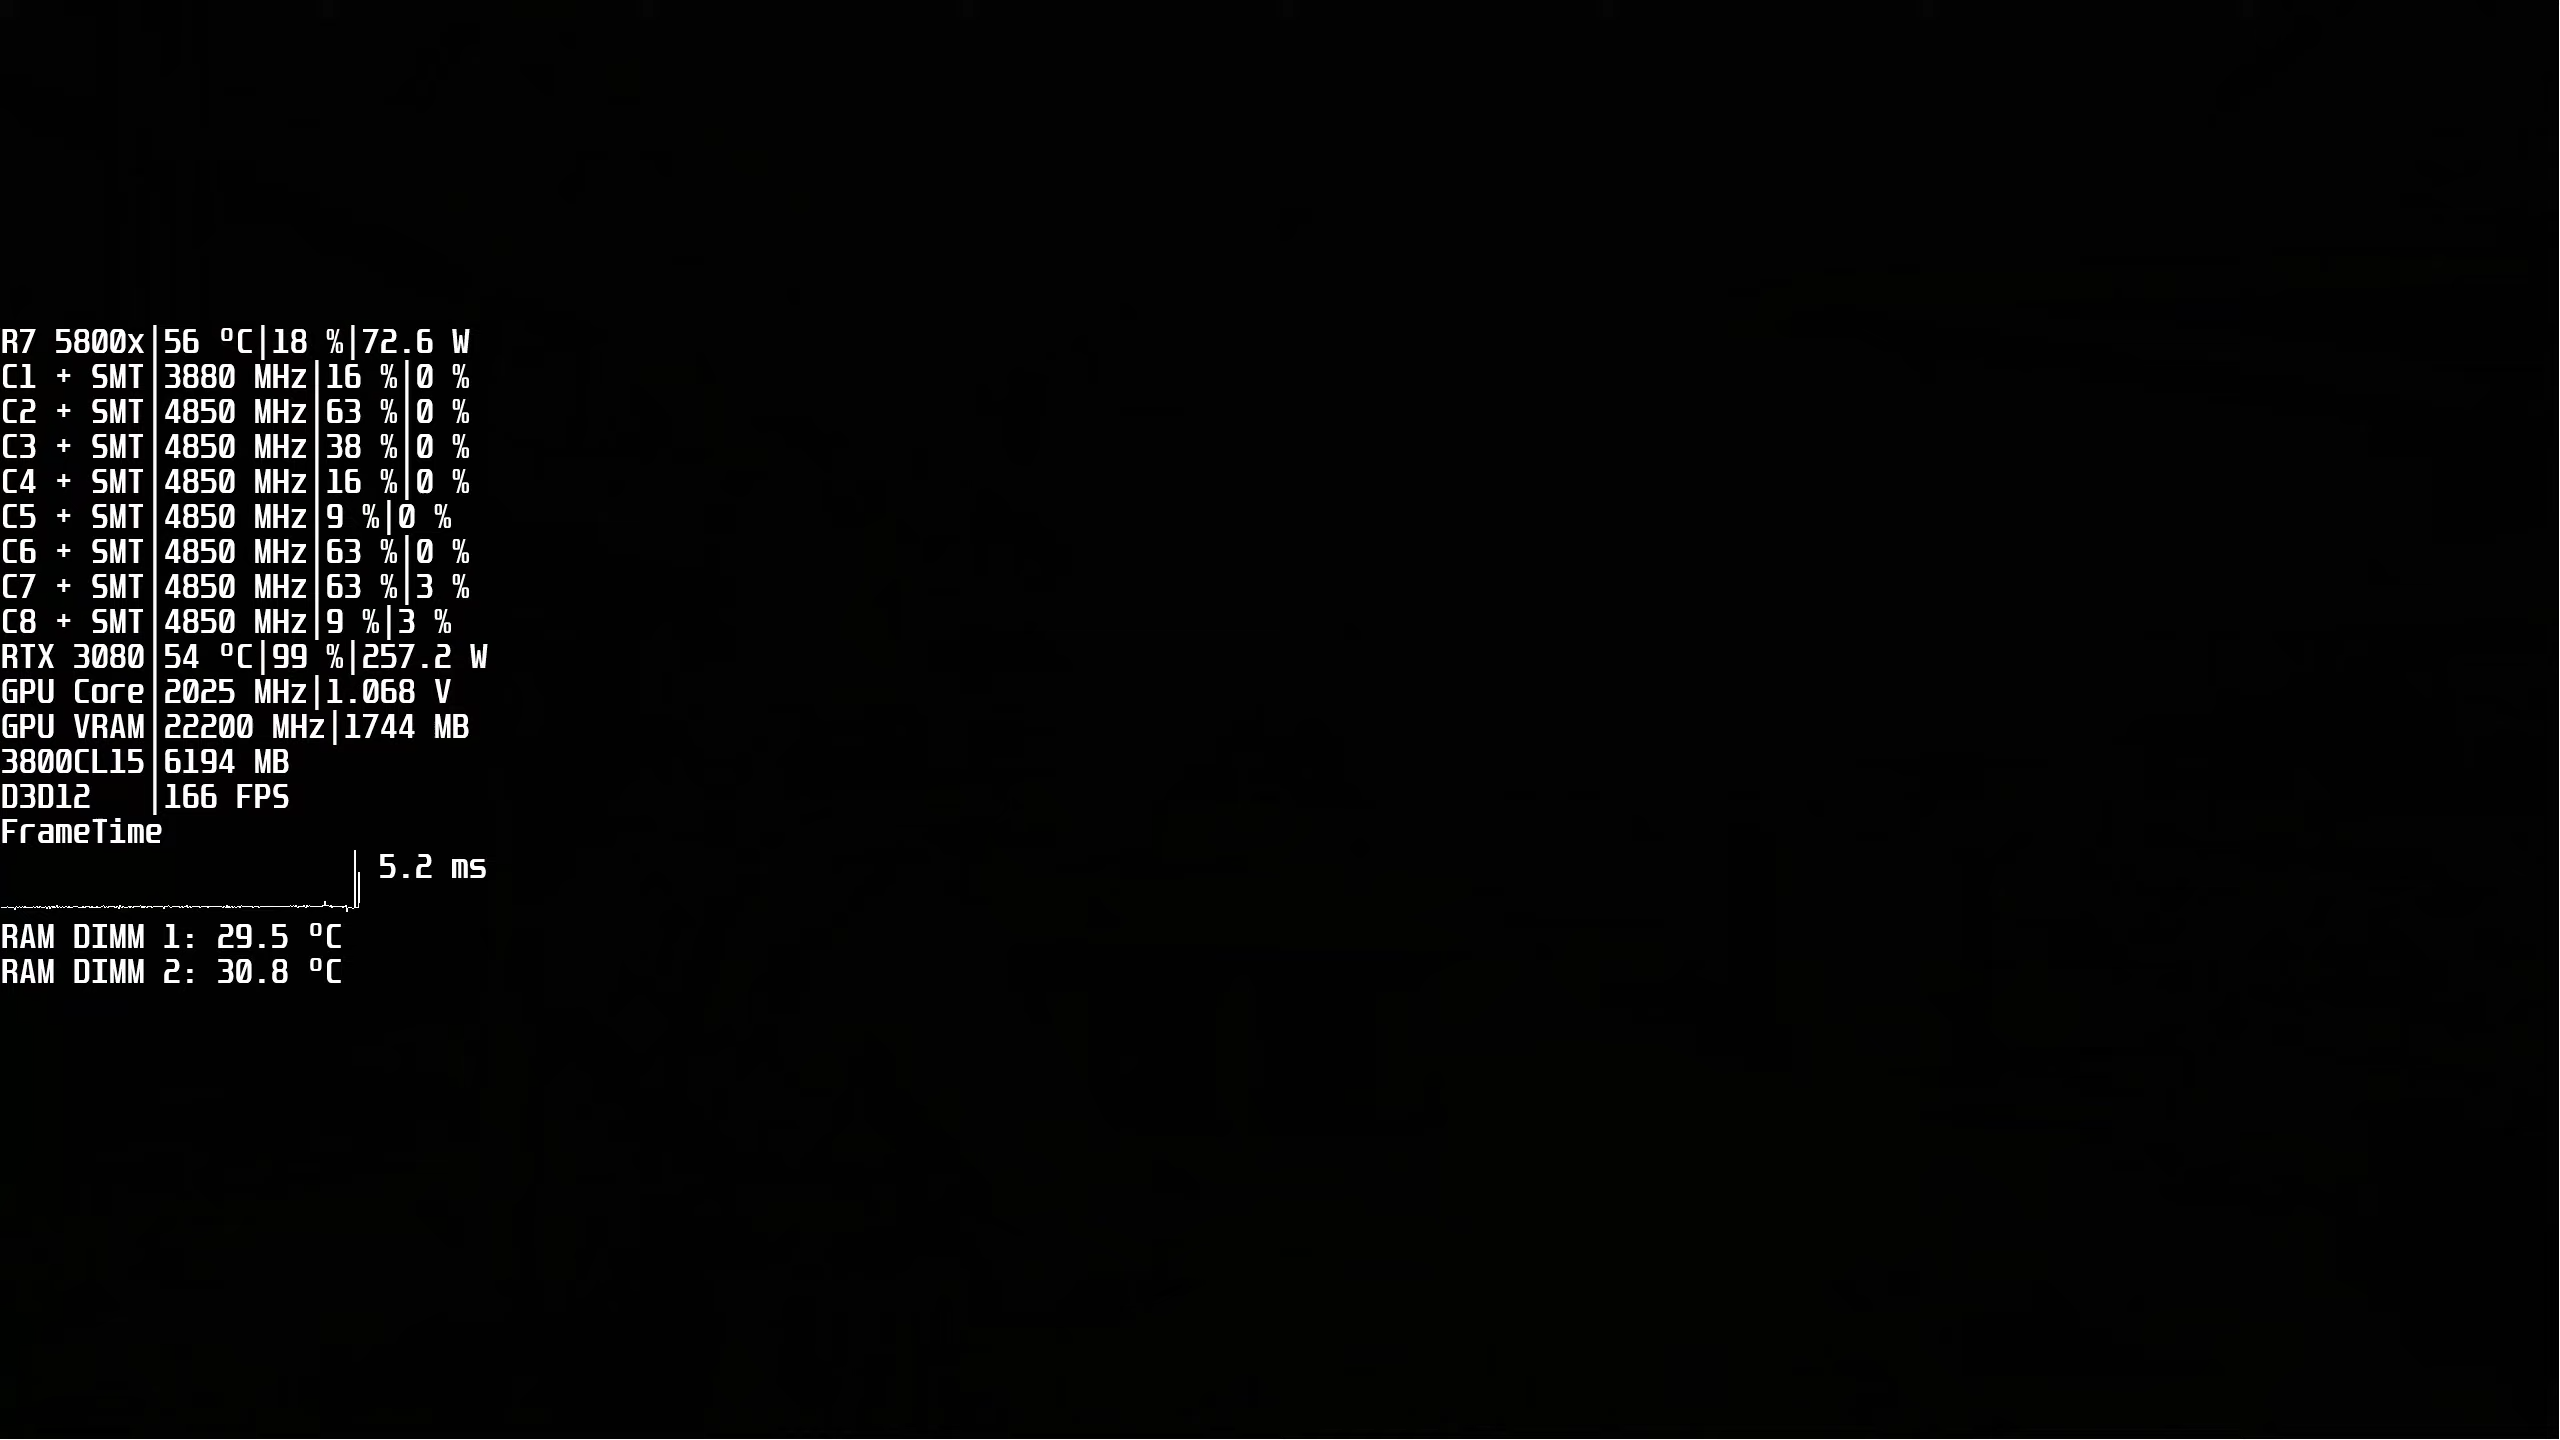 R7 5800x|56 ºC|18 %|72.6 W
C1 + SMT|3880 MHz|16 %|0 %
C2 + SMT|4850 MHz|63 %|0 %
C3 + SMT|4850 MHz|38 %|0 %
C4 + SMT|4850 MHz|16 %|0 %
C5 + SMT|4850 MHz|9 %|0 %
C6 + SMT|4850 MHz|63 %|0 %
C7 + SMT|4850 MHz|63 %|3 %
C8 + SMT|4850 MHz|9 %|3 %
RTX 3080|54 ºC|99 %|257.2 W
GPU Core|2025 MHz|1.068 V
GPU VRAM|22200 MHz|1744 MB
3800CL15|6194 MB
D3D12 |166 FPS
FrameTime
5.2 ms
RAM DIMM 1: 29.5 ºC
RAM DIMM 2: 30.8 ºC